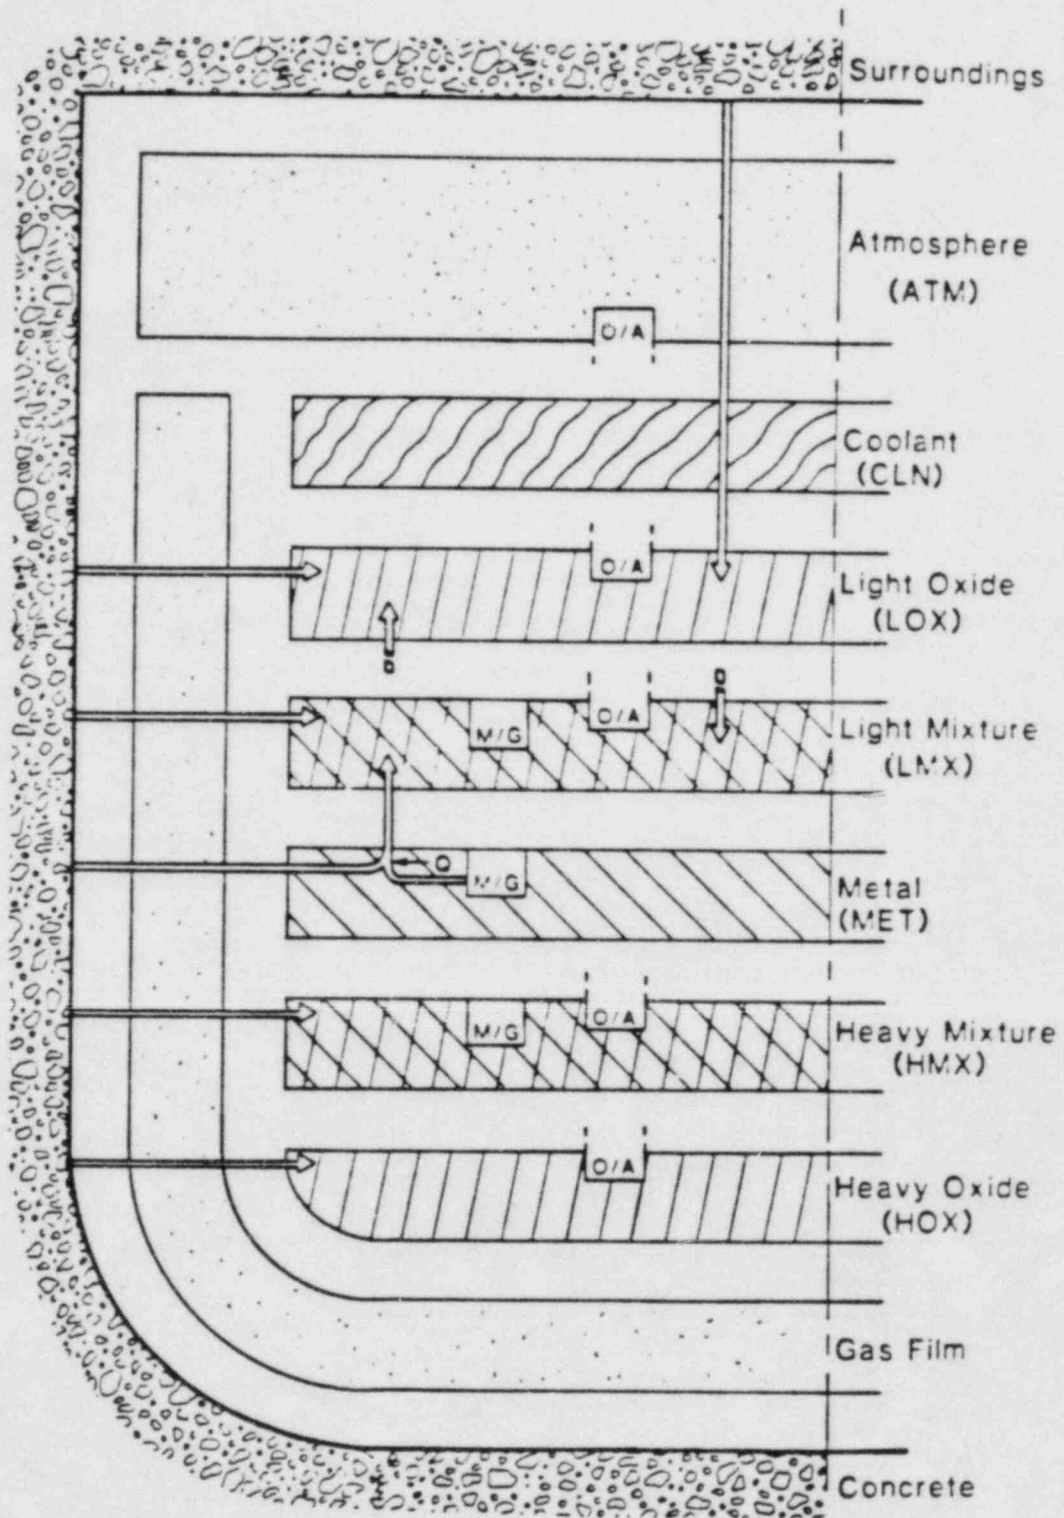 Surroundings
Atmosphere
(ATM)
O/A
Coolant
(CLN)
O/A
Light Oxide
(LOX)
O/A
M/G
Light Mixture
(LMX)
Q
M/G
Metal
(MET)
O/A
M/G
Heavy Mixture
(HMX)
O/A
Heavy Oxide
(HOX)
Gas Film
Concrete